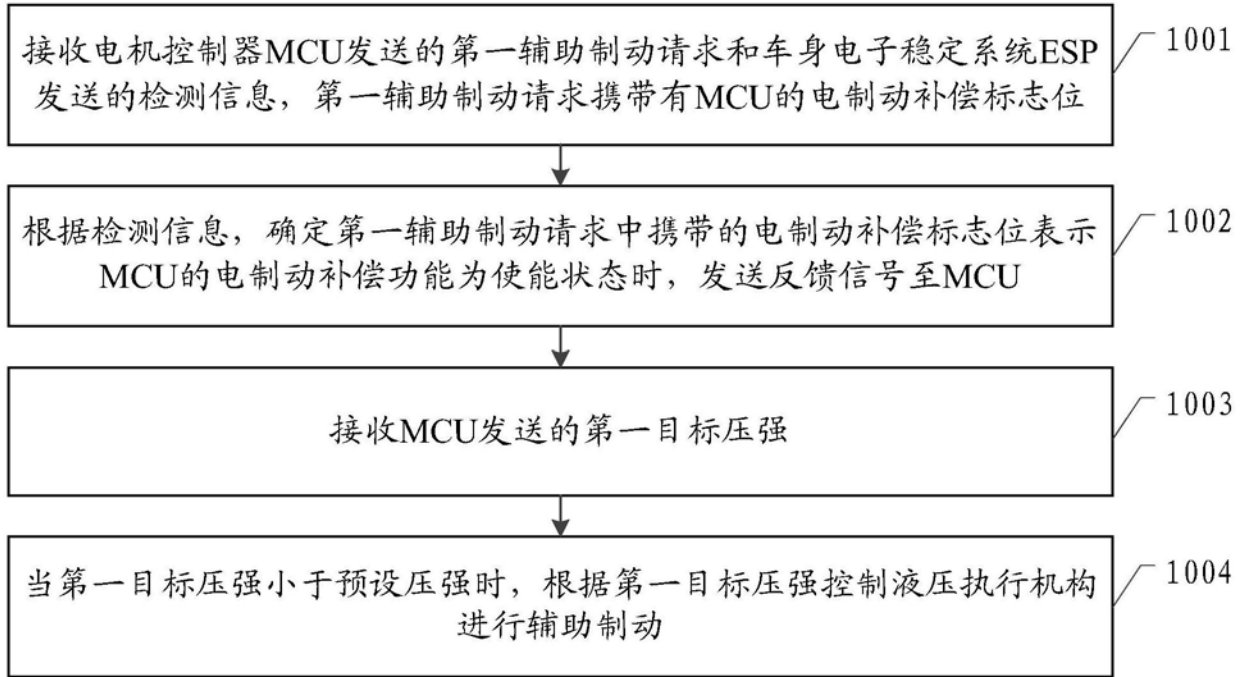 接收电机控制器MCU发送的第一辅助制动请求和车身电子稳定系统ESP
发送的检测信息，第一辅助制动请求携带有MCU的电制动补偿标志位
1001
根据检测信息，确定第一辅助制动请求中携带的电制动补偿标志位表示
MCU的电制动补偿功能为使能状态时，发送反馈信号至MCU
1002
接收MCU发送的第一目标压强
1003
当第一目标压强小于预设压强时，根据第一目标压强控制液压执行机构
进行辅助制动
1004